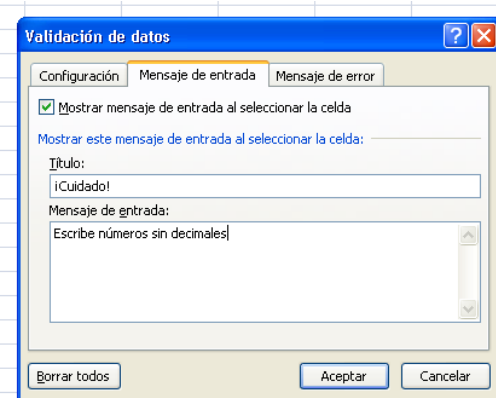 Validación de datos
Configuración Mensaje de entrada Mensaje de error
Mostrar mensaje de entrada al seleccionar la celda
Mostrar este mensaje de entrada al seleccionar la celda:
Título:
¡Cuidado!
Mensaje de entrada:
Escribe números sin decimales
Borrar todos Aceptar Cancelar